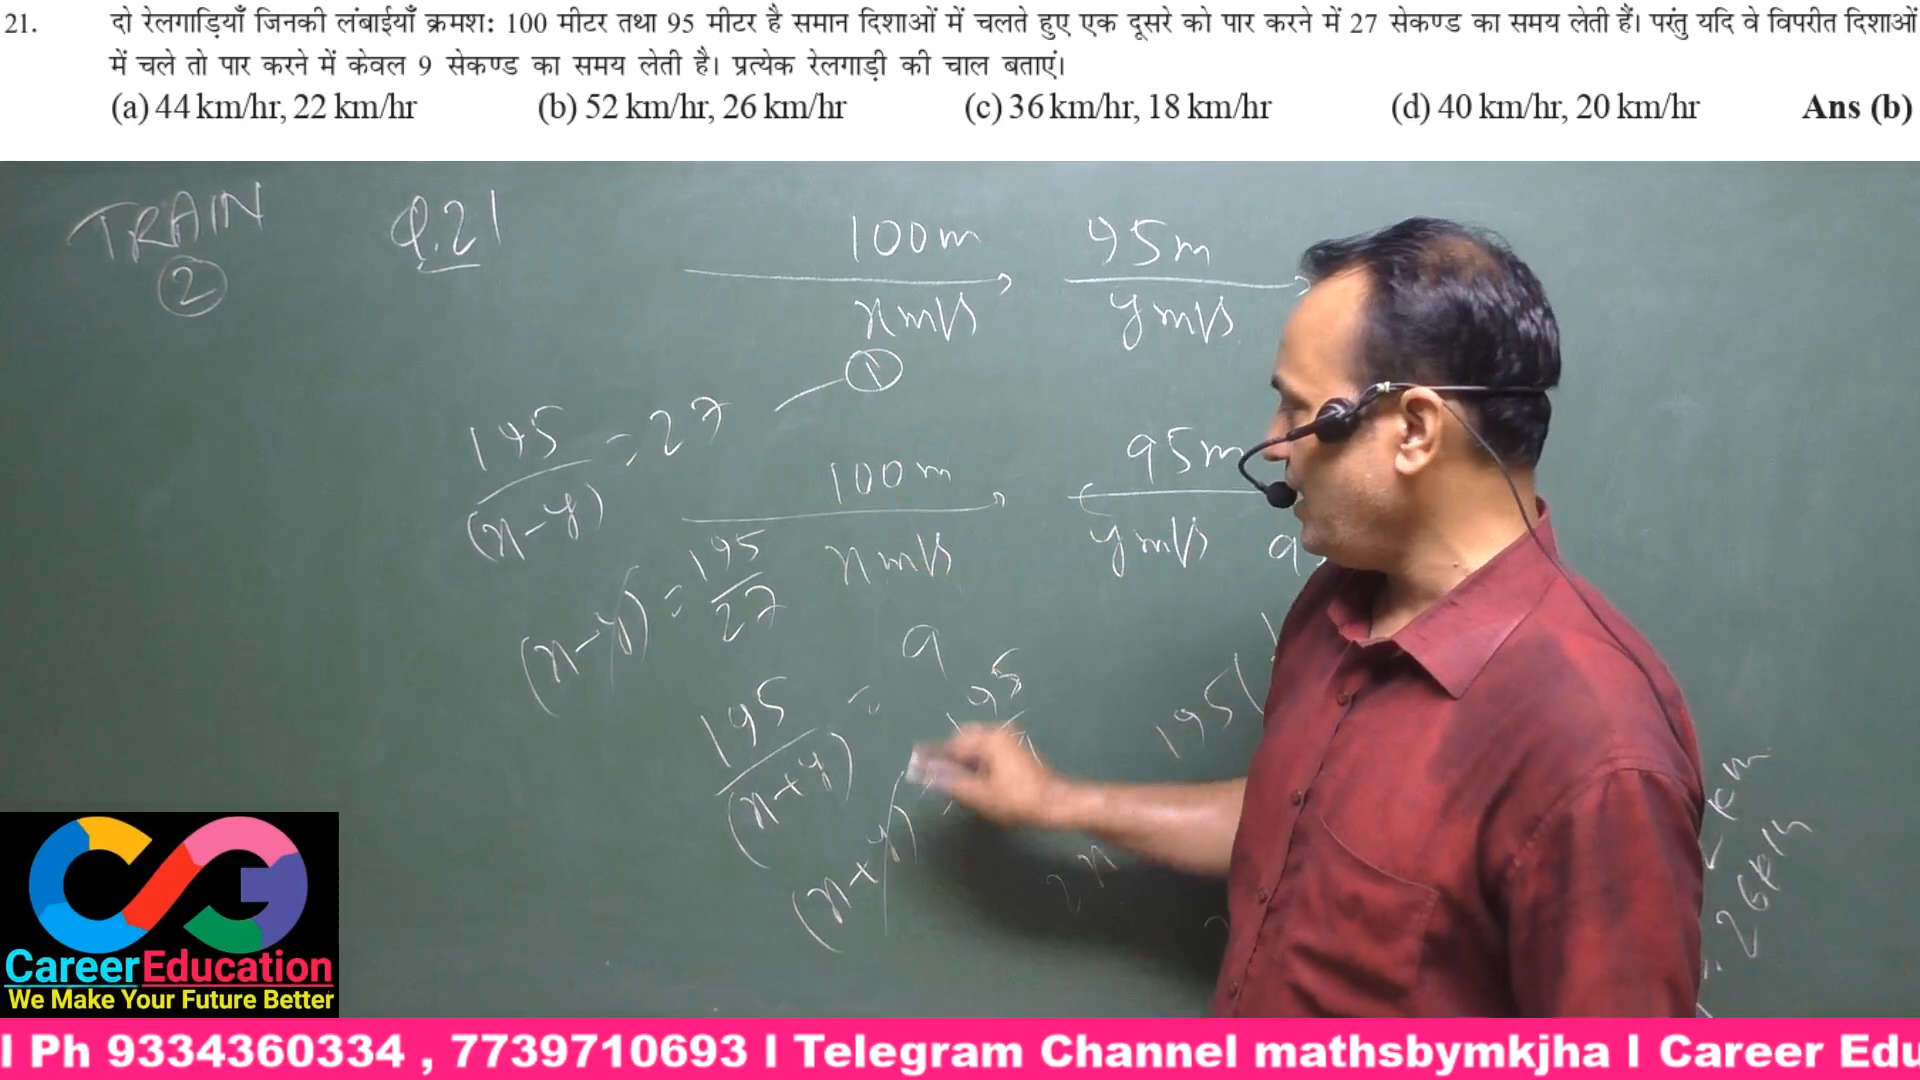 21. दो रेलगाड़ियाँ जिनकी लंबाईयाँ क्रमश: 100 मीटर तथा 95 मीटर है समान दिशाओं में चलते हुए एक दूसरे को पार करने में 27 सेकण्ड का समय लेती हैं। परंतु यदि वे विपरीत दिशाओं
में चले तो पार करने में केवल 9 सेकण्ड का समय लेती है। प्रत्येक रेलगाड़ी की चाल बताएं।
(a) 44 km/hr, 22 km/hr (b) 52 km/hr, 26 km/hr (c) 36 km/hr, 18 km/hr (d) 40 km/hr, 20 km/hr Ans (b)
TRAIN Q.21
2
100m 95m
x m/s y m/s
1
195/(x-y) = 27
100m 95m
x m/s y m/s
(x-y) = 195/27
195/(x+y) = 9
(x+y)
195
2x
26 k/h
CareerEducation
We Make Your Future Better
l Ph 9334360334 , 7739710693 l Telegram Channel mathsbymkjha l Career Edu